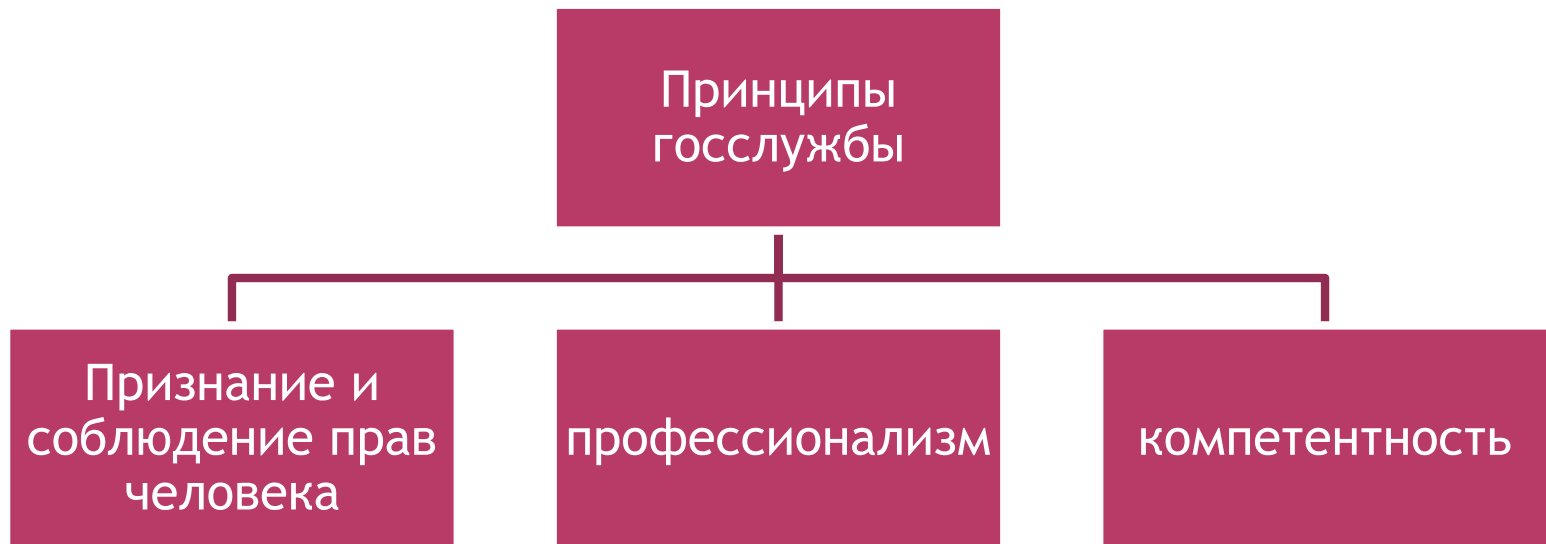 Принципы
госслужбы
Признание и
соблюдение прав
человека
профессионализм
компетентность